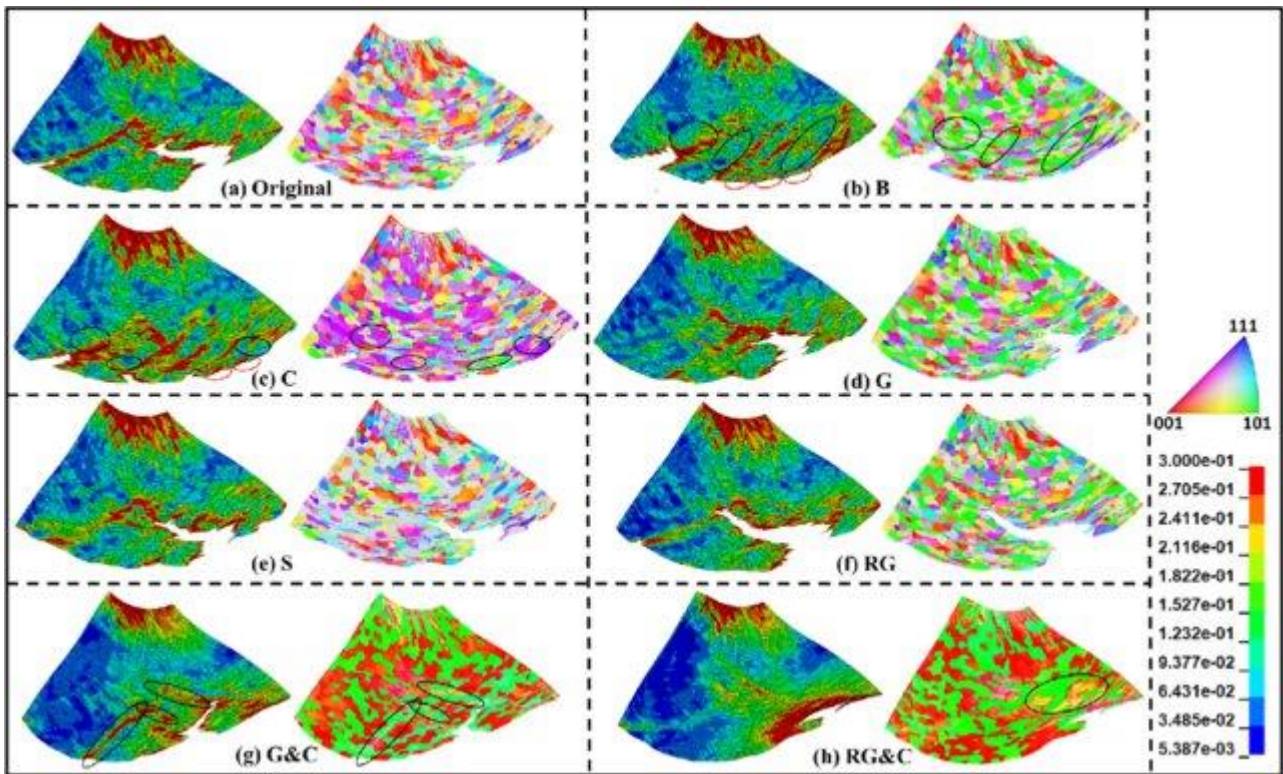 (a) Original
(b) B
(c) C
(d) G
(e) S
(f) RG
(g) G&C
(h) RG&C
111
001
101
3.000e-01
2.705e-01
2.411e-01
2.116e-01
1.822e-01
1.527e-01
1.232e-01
9.377e-02
6.431e-02
3.485e-02
5.387e-03